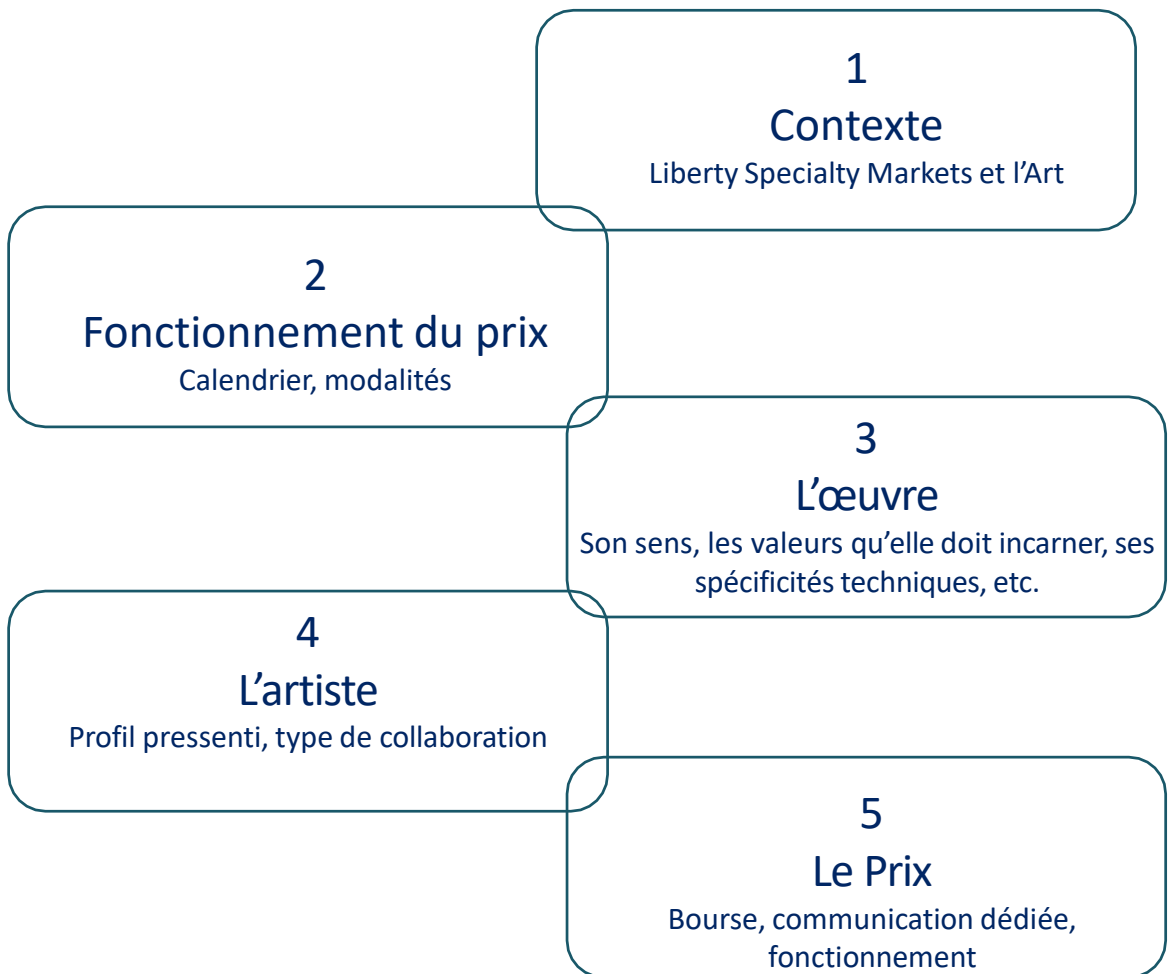 1
Contexte
Liberty Specialty Markets et l’Art
2
Fonctionnement du prix
Calendrier, modalités
3
L’œuvre
Son sens, les valeurs qu’elle doit incarner, ses
spécificités techniques, etc.
4
L’artiste
Profil pressenti, type de collaboration
5
Le Prix
Bourse, communication dédiée,
fonctionnement